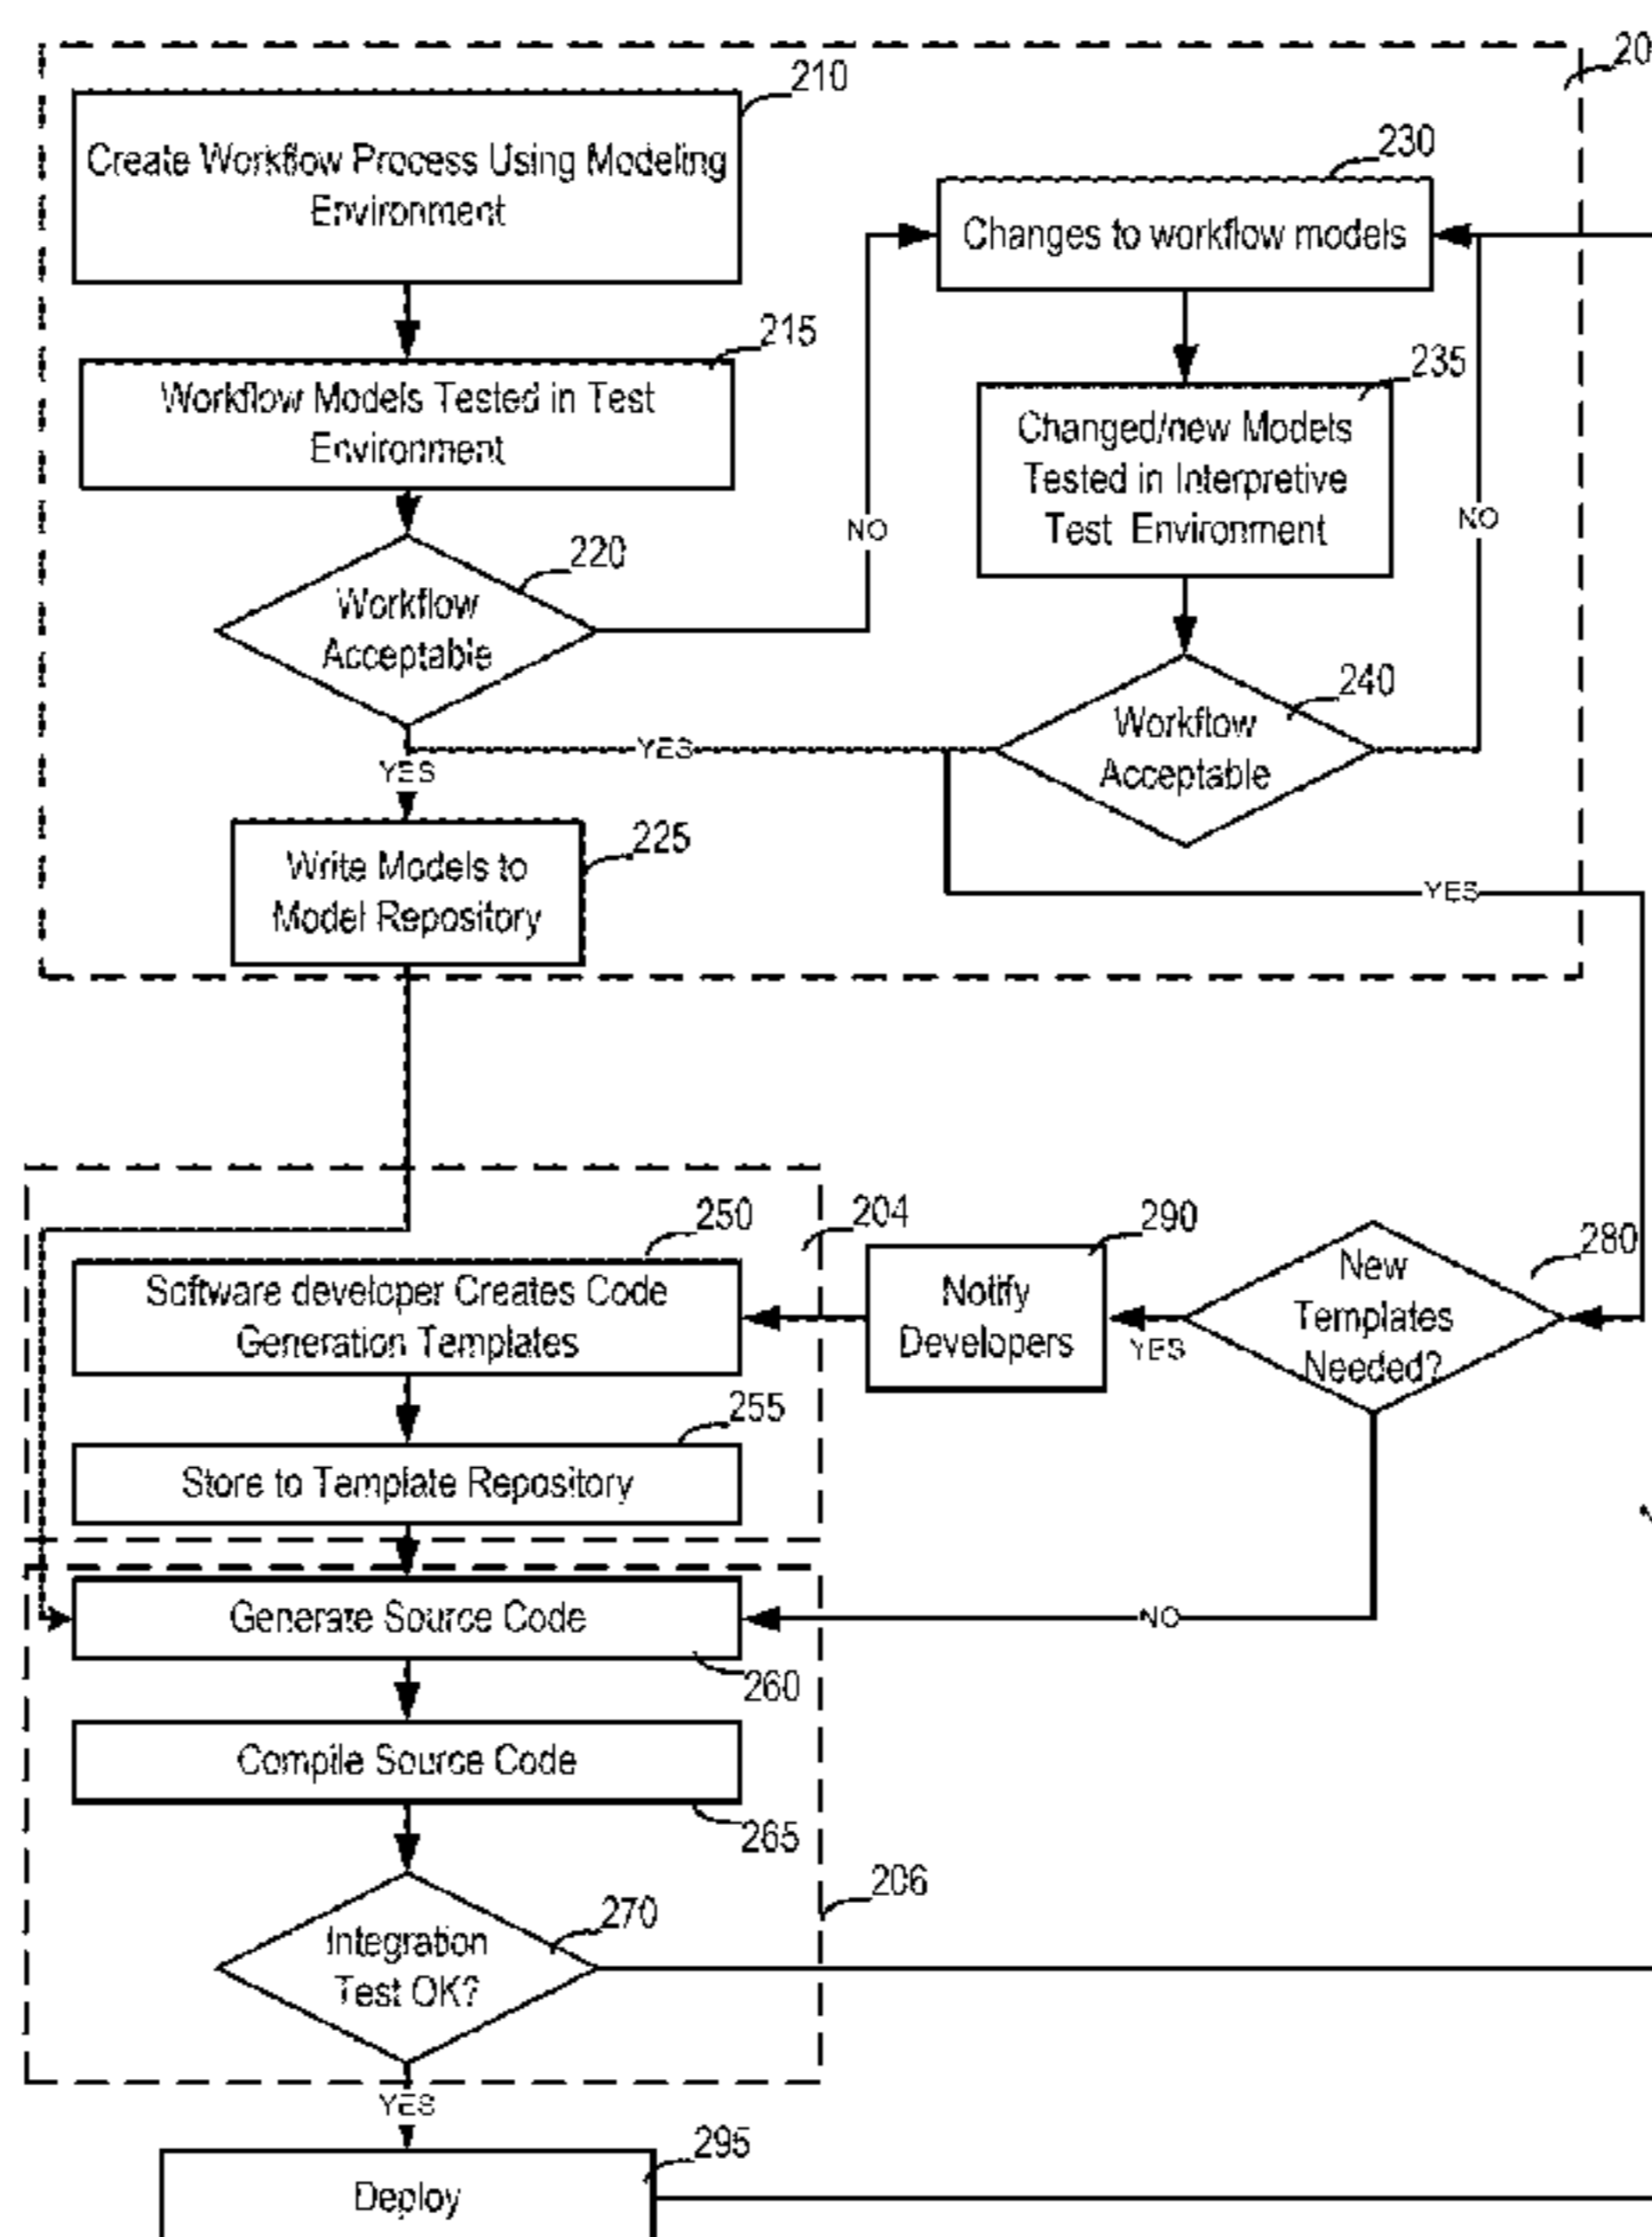 20
210
Create Workflow Process Using Modeling
Environment
230
Changes to workflow models
215
Workflow Models Tested in Test
Environment
235
Changed/new Models
Tested in Interpretive
Test Environment
NO
NO
220
Workflow
Acceptable
240
Workflow
Acceptable
YES
YES
225
Write Models to
Model Repository
YES
250
204
290
280
Software developer Creates Code
Generation Templates
Notify
Developers
YES
New
Templates
Needed?
255
Store to Template Repository
Generate Source Code
NO
260
Compile Source Code
265
206
270
Integration
Test OK?
YES
295
Deploy